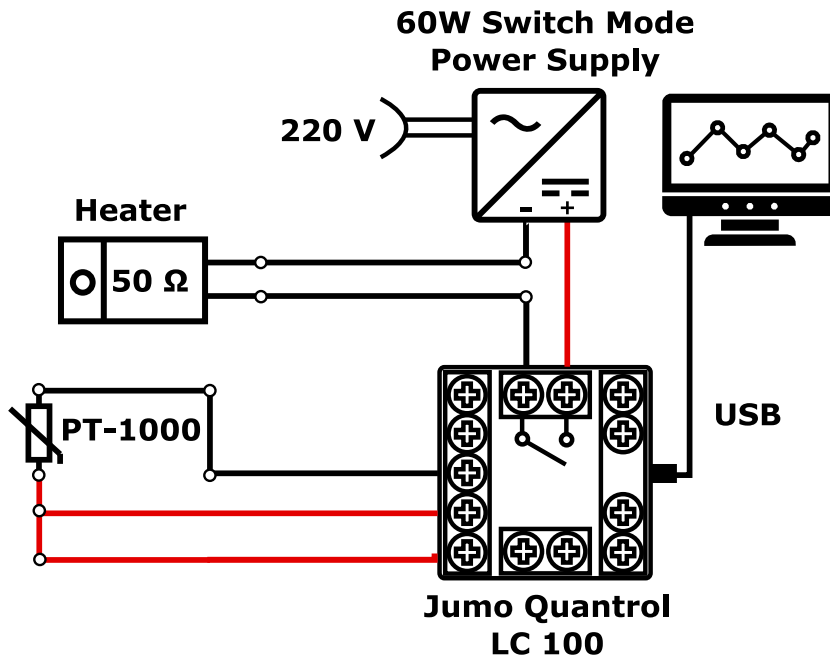 60W Switch Mode
Power Supply
220 V
- +
Heater
50 Ω
PT-1000
USB
Jumo Quantrol
LC 100